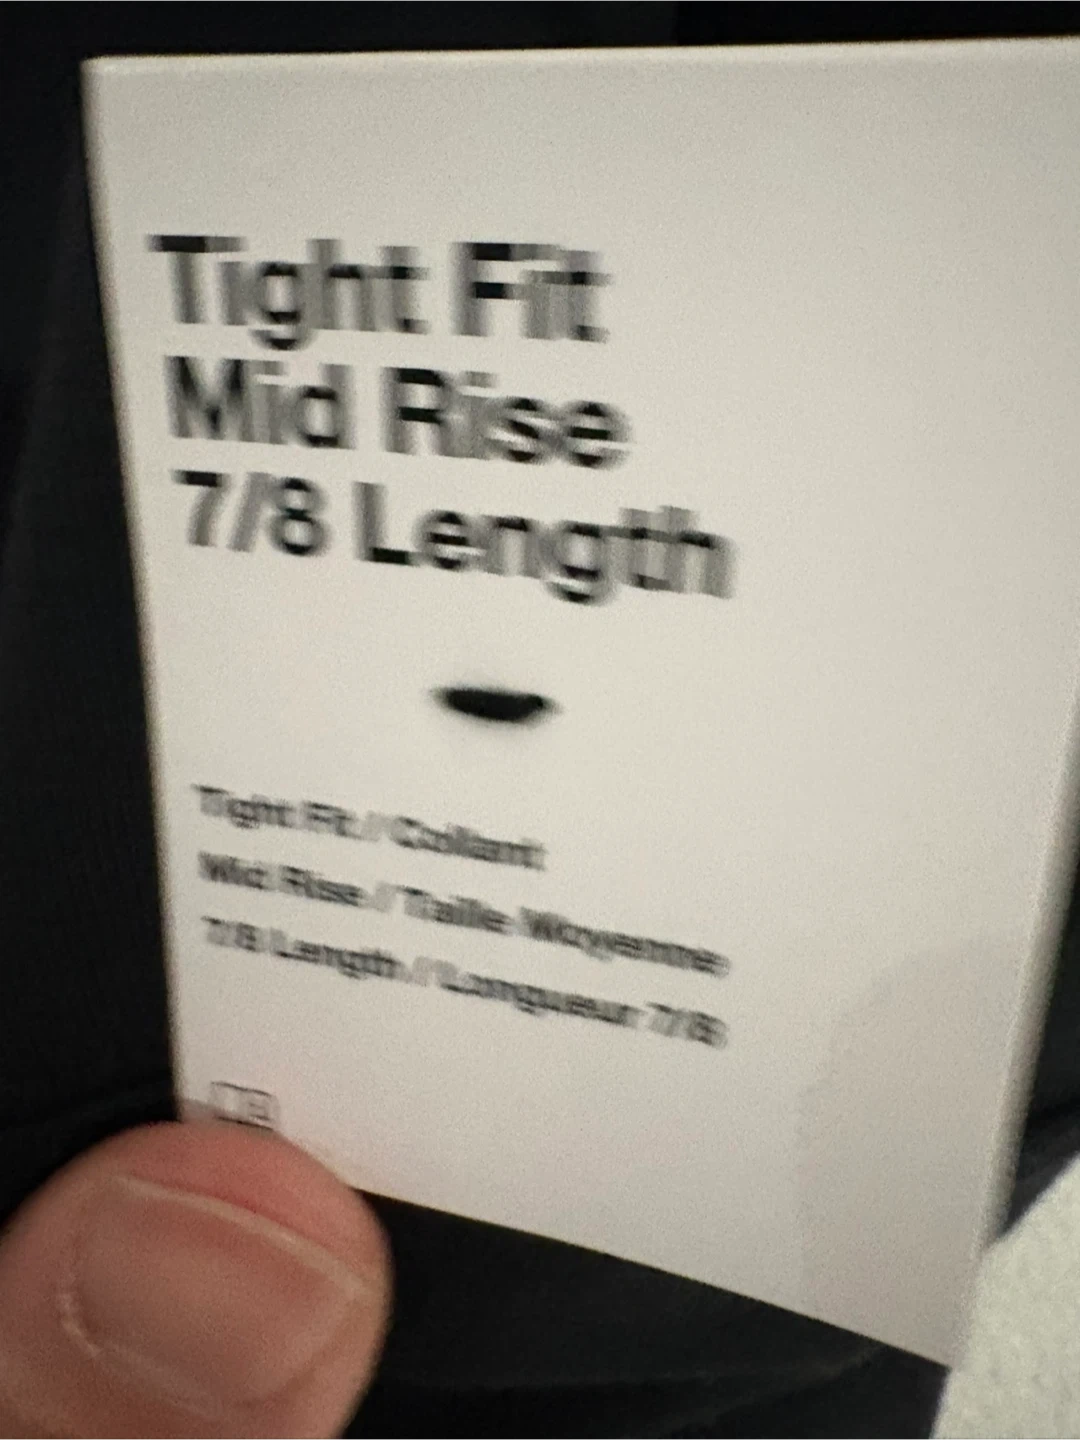 Tight Fit
Mid Rise
7/8 Length
Tight Fit / Collant
Mid Rise / Taille Moyenne
7/8 Length / Longueur 7/8